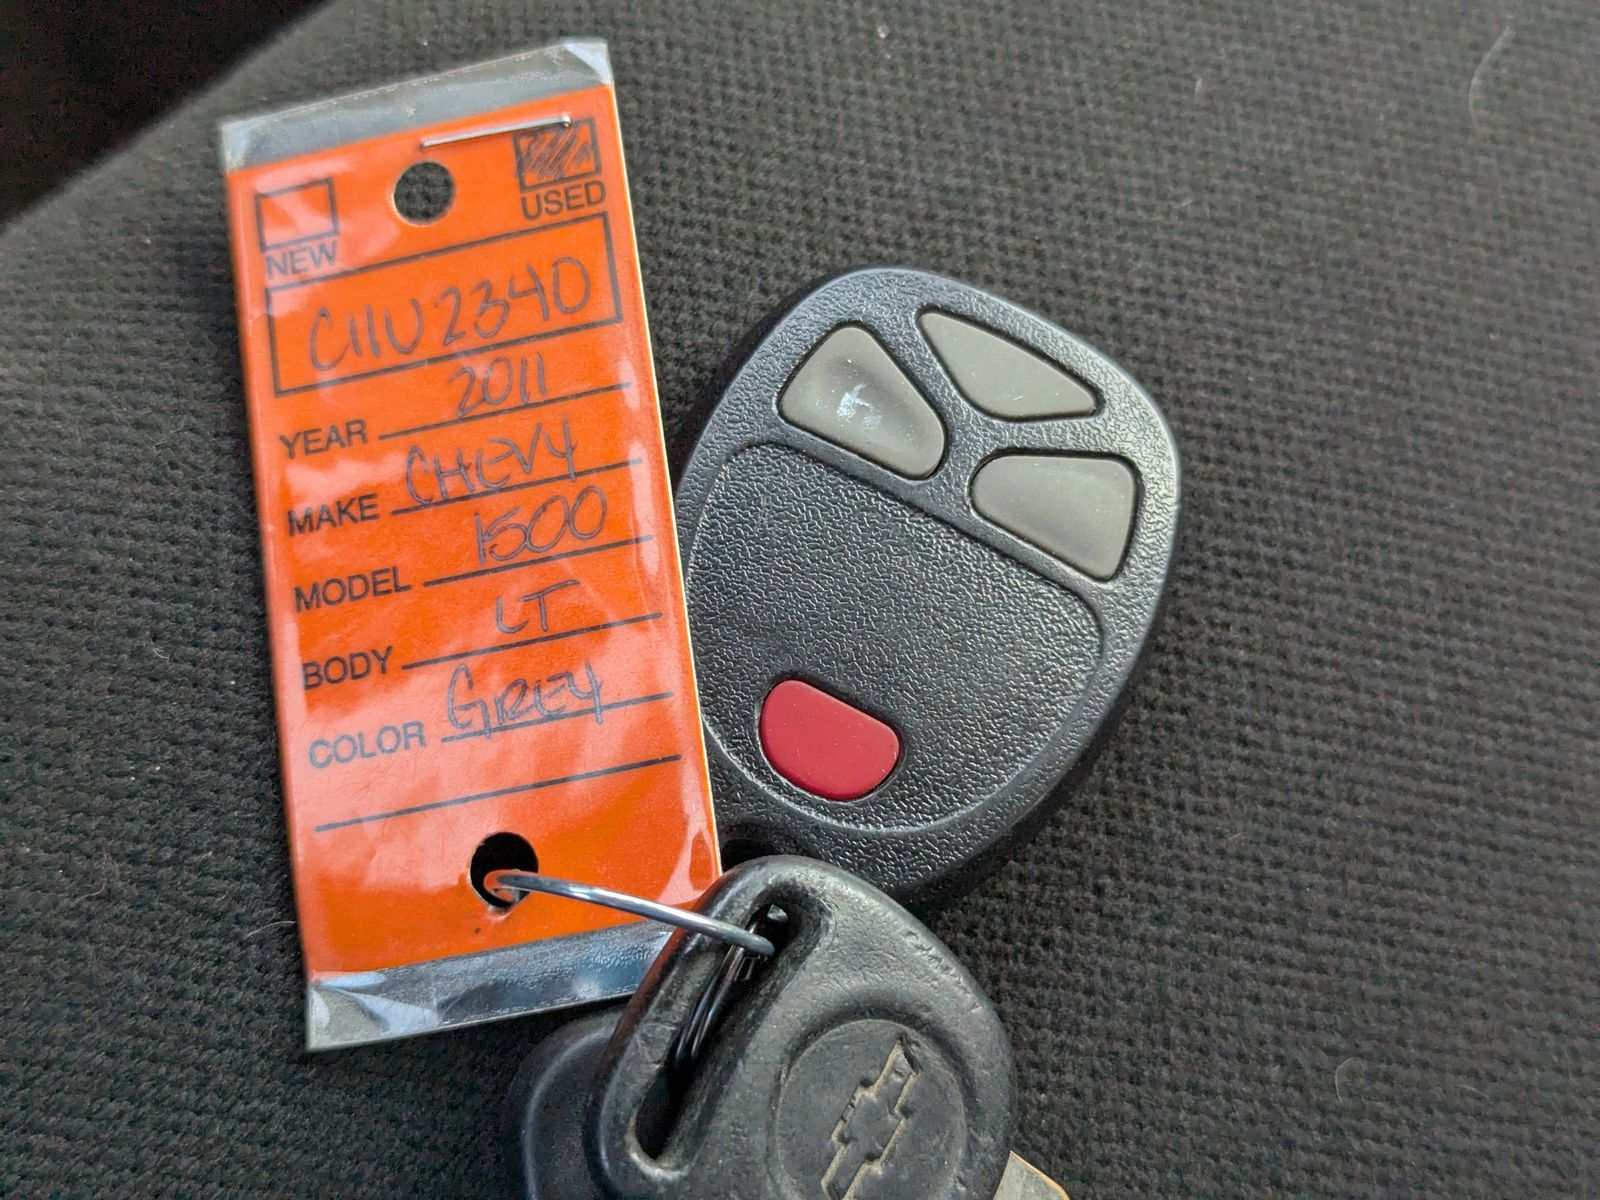 NEW USED
C11U2340
YEAR 2011
MAKE CHEVY
MODEL 1500
BODY LT
COLOR GREY